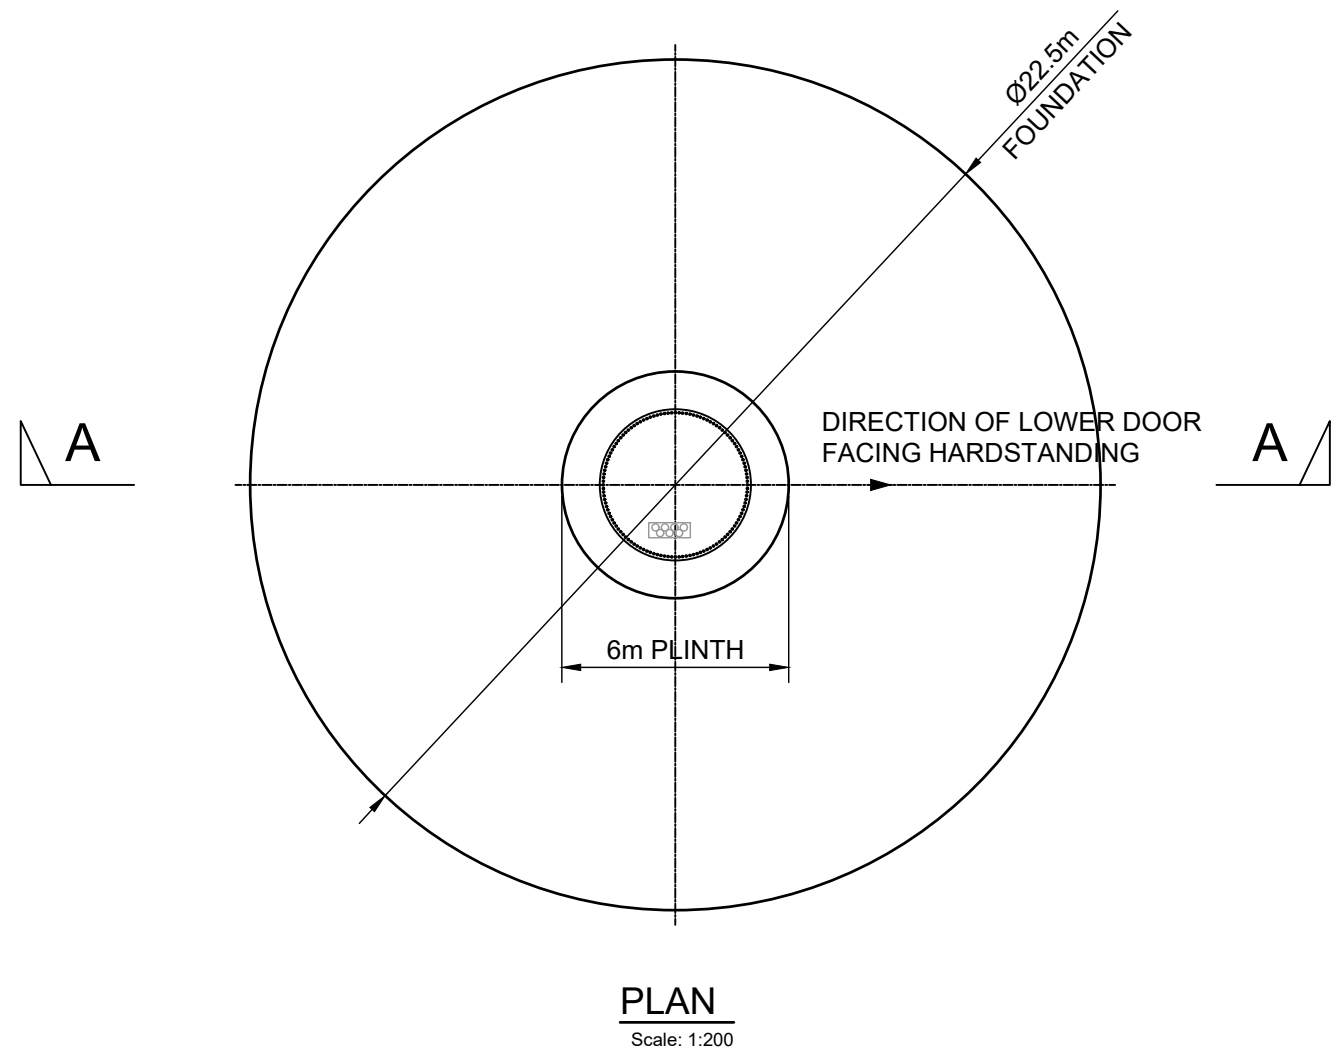 Ø22.5m
FOUNDATION
DIRECTION OF LOWER DOOR
FACING HARDSTANDING
A
A
6m PLINTH
PLAN
Scale: 1:200